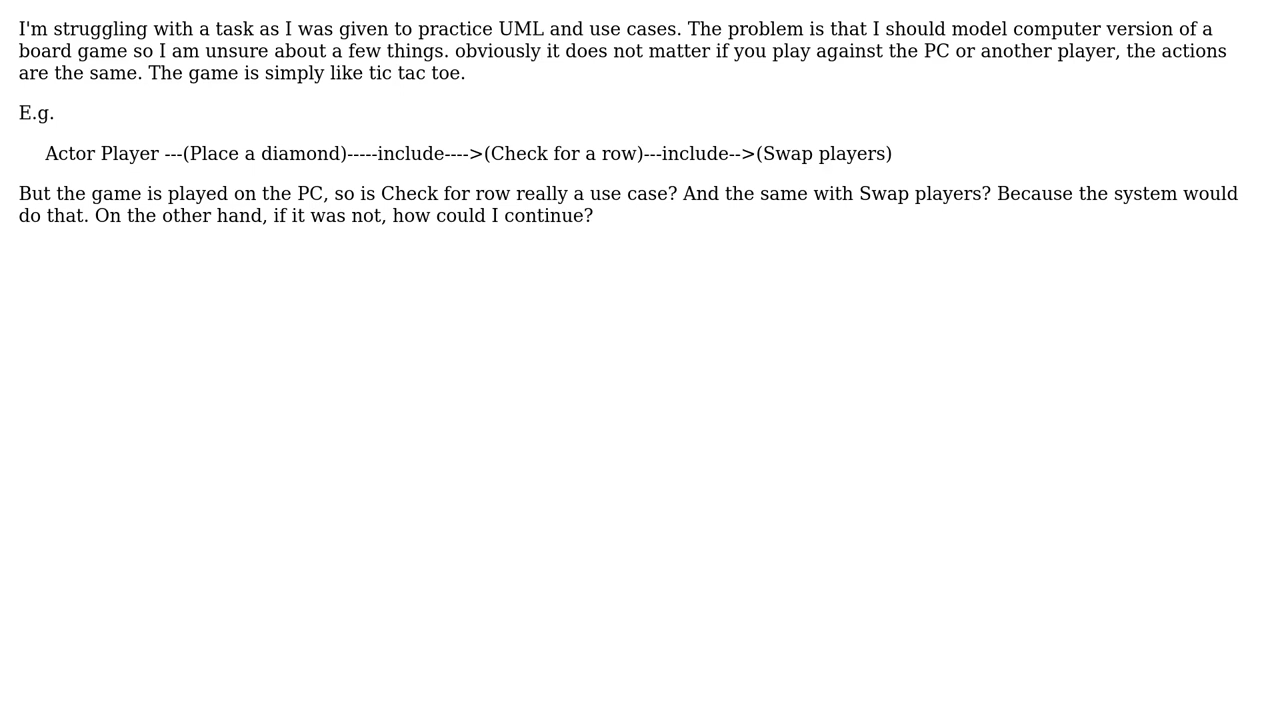 I'm struggling with a task as I was given to practice UML and use cases. The problem is that I should model computer version of a
board game so I am unsure about a few things. obviously it does not matter if you play against the PC or another player, the actions
are the same. The game is simply like tic tac toe.
E.g.
Actor Player ---(Place a diamond)-----include---->(Check for a row)---include-->(Swap players)
But the game is played on the PC, so is Check for row really a use case? And the same with Swap players? Because the system would
do that. On the other hand, if it was not, how could I continue?